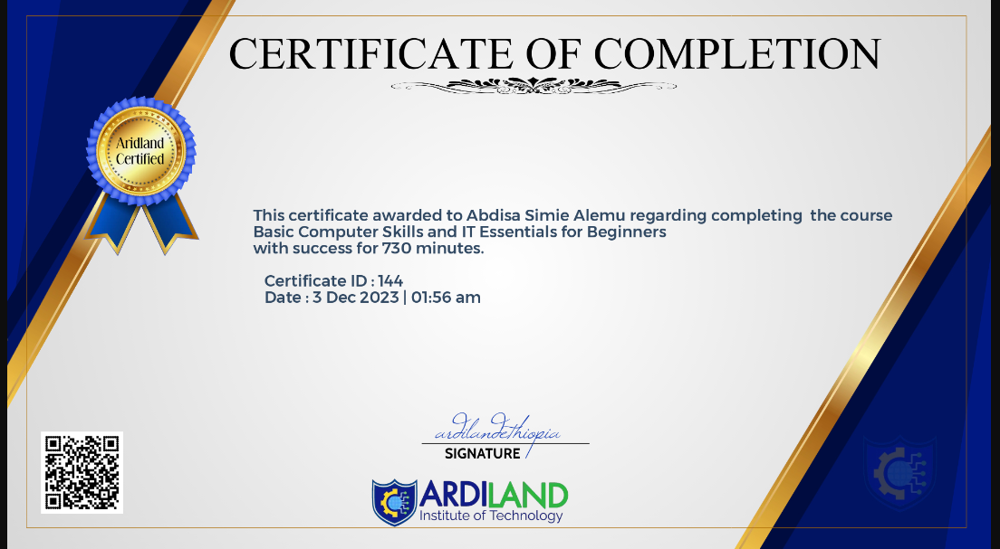 CERTIFICATE OF COMPLETION
Aridland
Certified
This certificate awarded to Abdisa Simie Alemu regarding completing  the course
Basic Computer Skills and IT Essentials for Beginners
with success for 730 minutes.
Certificate ID : 144
Date : 3 Dec 2023 | 01:56 am
ardilandethiopia
SIGNATURE
ARDILAND
Institute of Technology